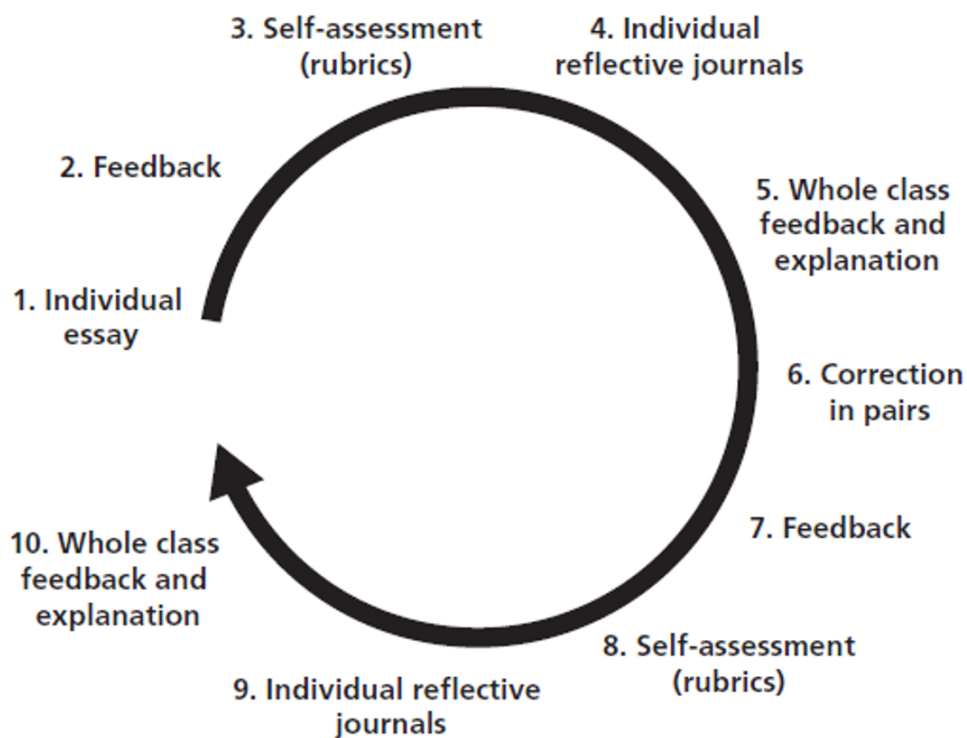 1. Individual
essay
2. Feedback
3. Self-assessment
(rubrics)
4. Individual
reflective journals
5. Whole class
feedback and
explanation
6. Correction
in pairs
7. Feedback
8. Self-assessment
(rubrics)
9. Individual reflective
journals
10. Whole class
feedback and
explanation